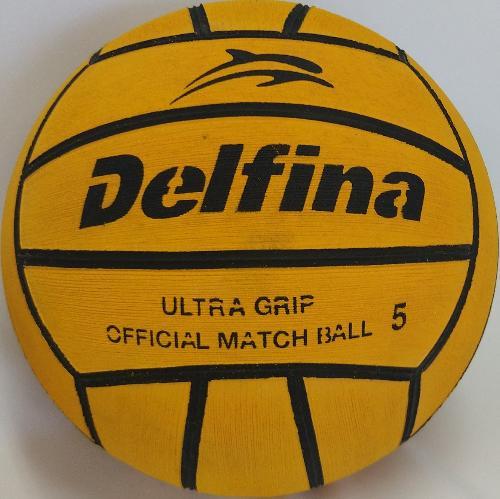 Delfina
ULTRA GRIP
OFFICIAL MATCH BALL 5